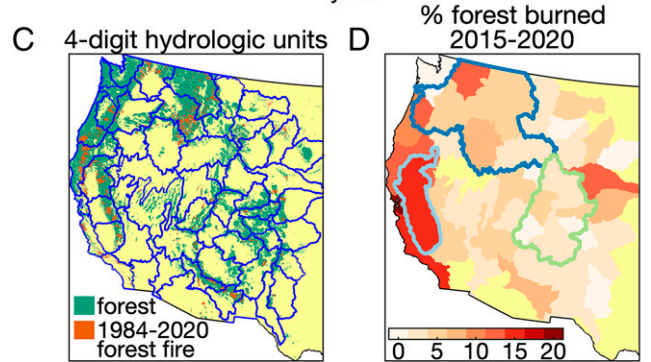 C
4-digit hydrologic units
forest
1984-2020
forest fire
D
% forest burned
2015-2020
0 5 10 15 20